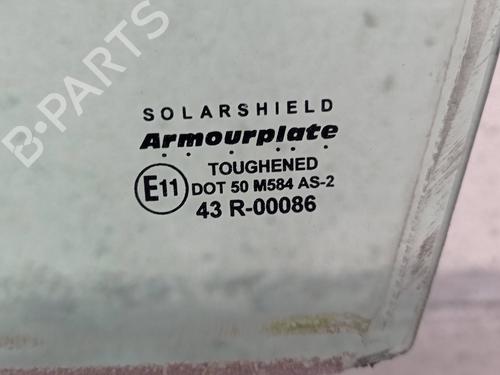 B-PARTS
SOLARSHIELD
Armourplate
E11
TOUGHENED
DOT 50 M584 AS-2
43 R-00086